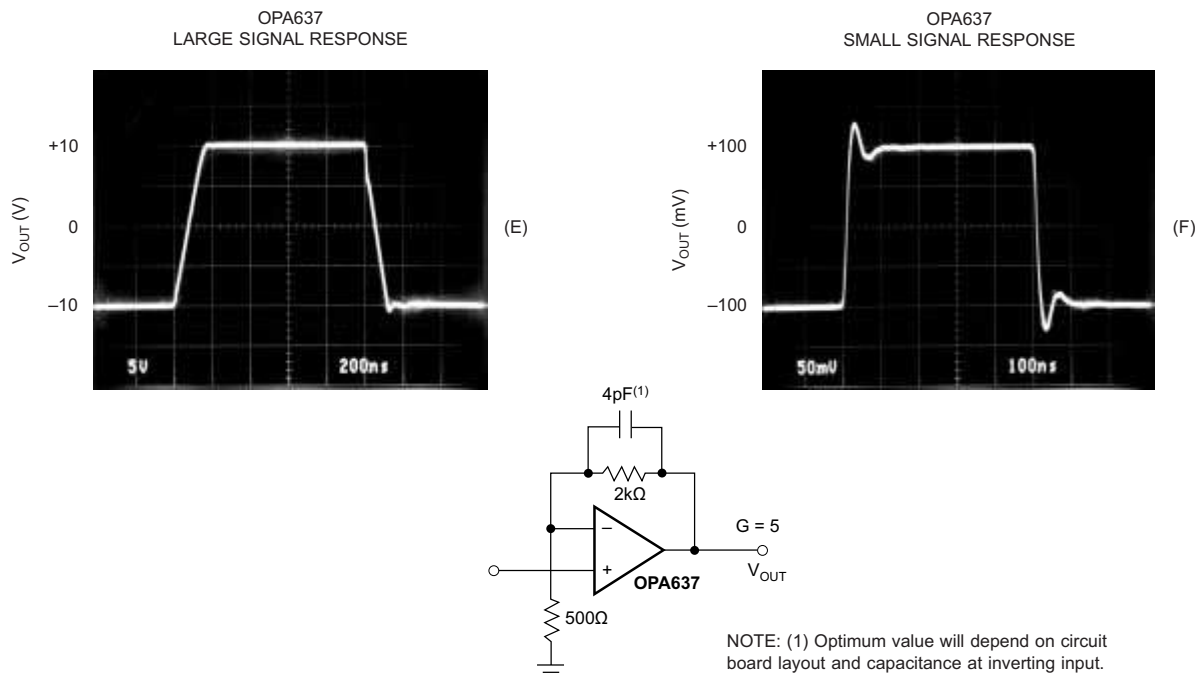 OPA637
LARGE SIGNAL RESPONSE
+10
0
–10
V_OUT (V)
5V
200ns
(E)
OPA637
SMALL SIGNAL RESPONSE
+100
0
–100
V_OUT (mV)
50mV
100ns
(F)
4pF(1)
2kΩ
–
+
OPA637
G = 5
V_OUT
500Ω
NOTE: (1) Optimum value will depend on circuit
board layout and capacitance at inverting input.